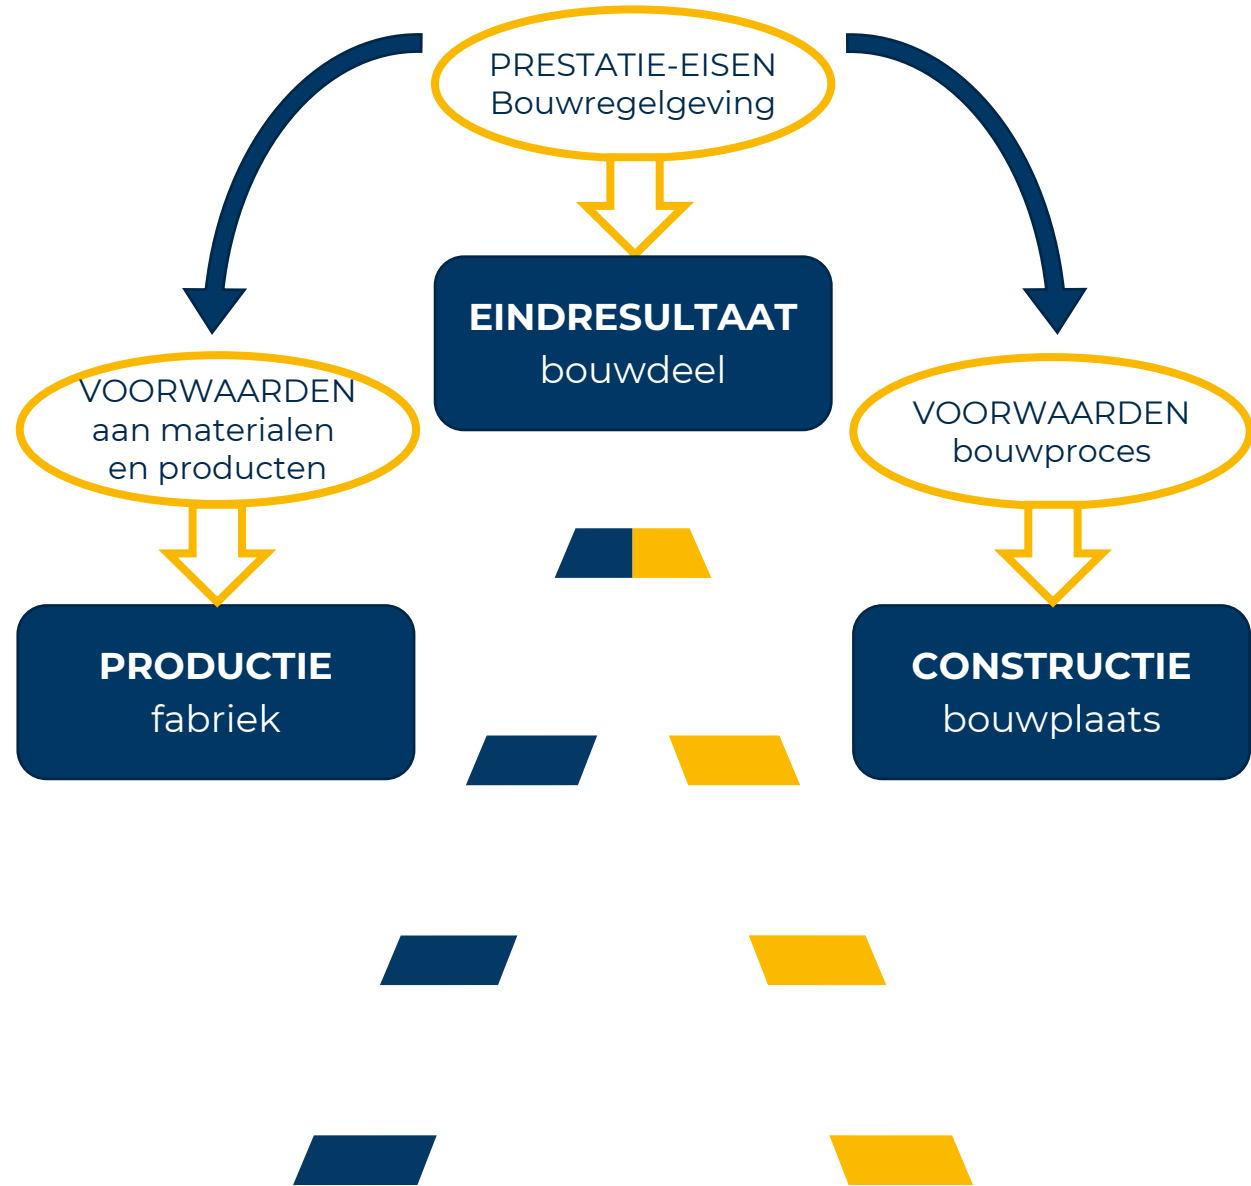 PRESTATIE-EISEN
Bouwregelgeving
EINDRESULTAAT
bouwdeel
VOORWAARDEN
aan materialen
en producten
VOORWAARDEN
bouwproces
PRODUCTIE
fabriek
CONSTRUCTIE
bouwplaats